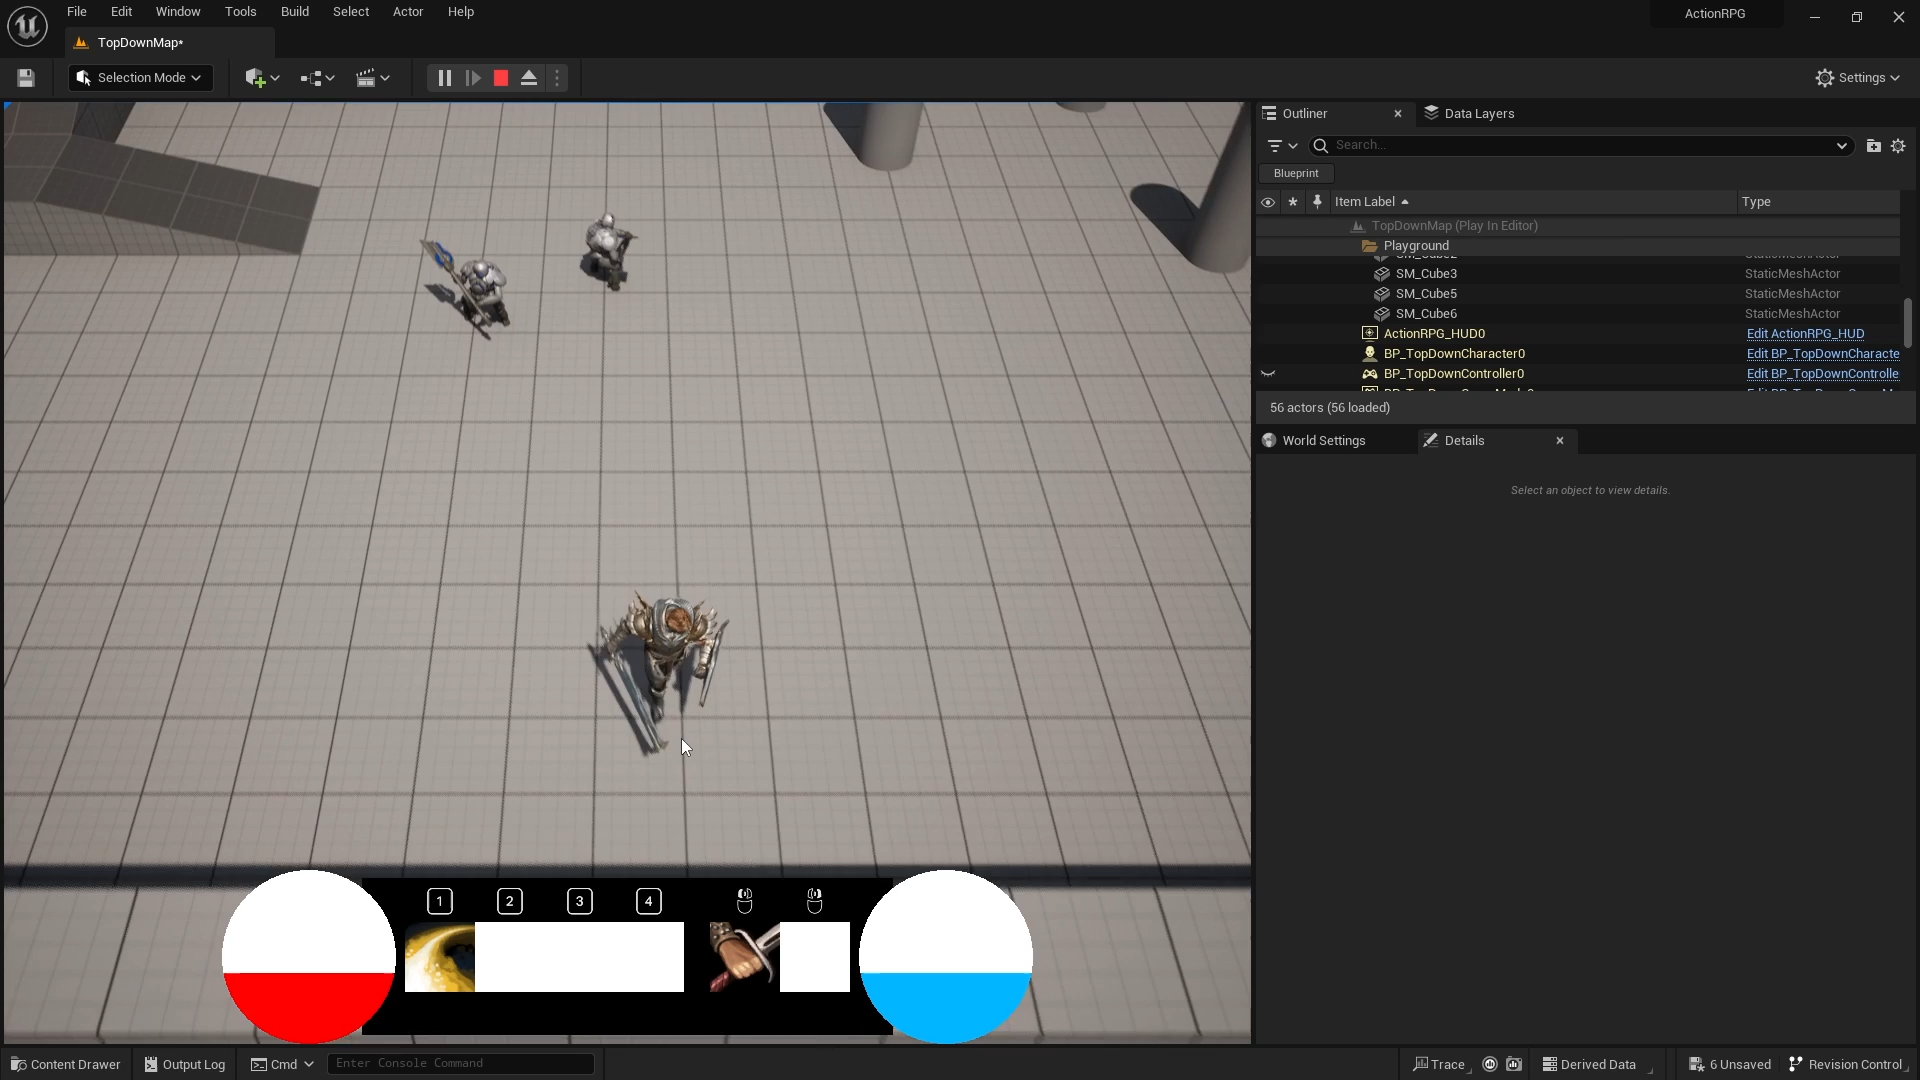 File Edit Window Tools Build Select Actor Help
ActionRPG
TopDownMap*
Selection Mode
Settings
Outliner
Data Layers
Search...
Blueprint
Item Label
Type
TopDownMap (Play In Editor)
Playground
SM_Cube3 StaticMeshActor
SM_Cube5 StaticMeshActor
SM_Cube6 StaticMeshActor
ActionRPG_HUD0 Edit ActionRPG_HUD
BP_TopDownCharacter0 Edit BP_TopDownCharacte
BP_TopDownController0 Edit BP_TopDownControlle
56 actors (56 loaded)
World Settings
Details
Select an object to view details.
1 2 3 4
Content Drawer
Output Log
Cmd
Enter Console Command
Trace
Derived Data
6 Unsaved
Revision Control